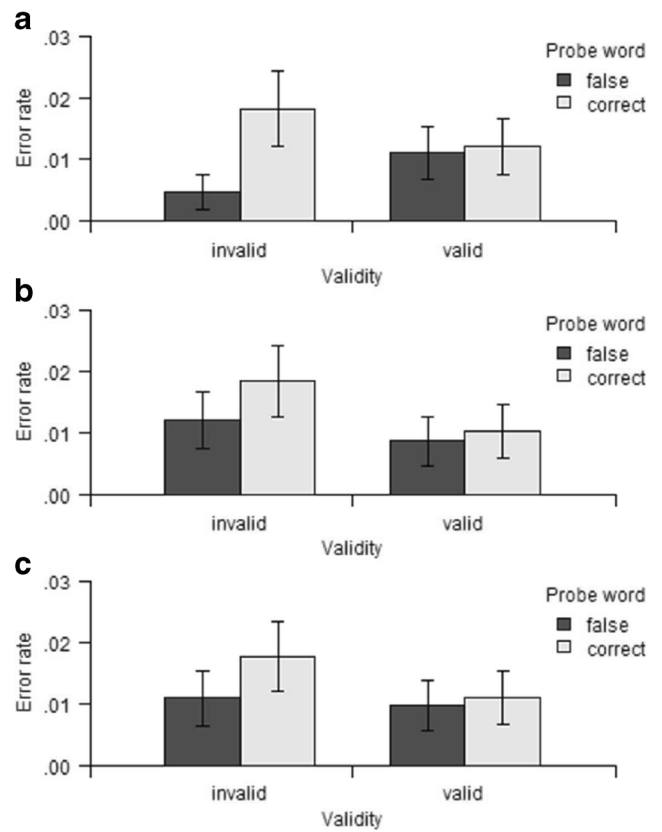 a
.03
.02
.01
.00
Error rate
Probe word
false
correct
invalid
valid
Validity
b
.03
.02
.01
.00
Error rate
Probe word
false
correct
invalid
valid
Validity
c
.03
.02
.01
.00
Error rate
Probe word
false
correct
invalid
valid
Validity